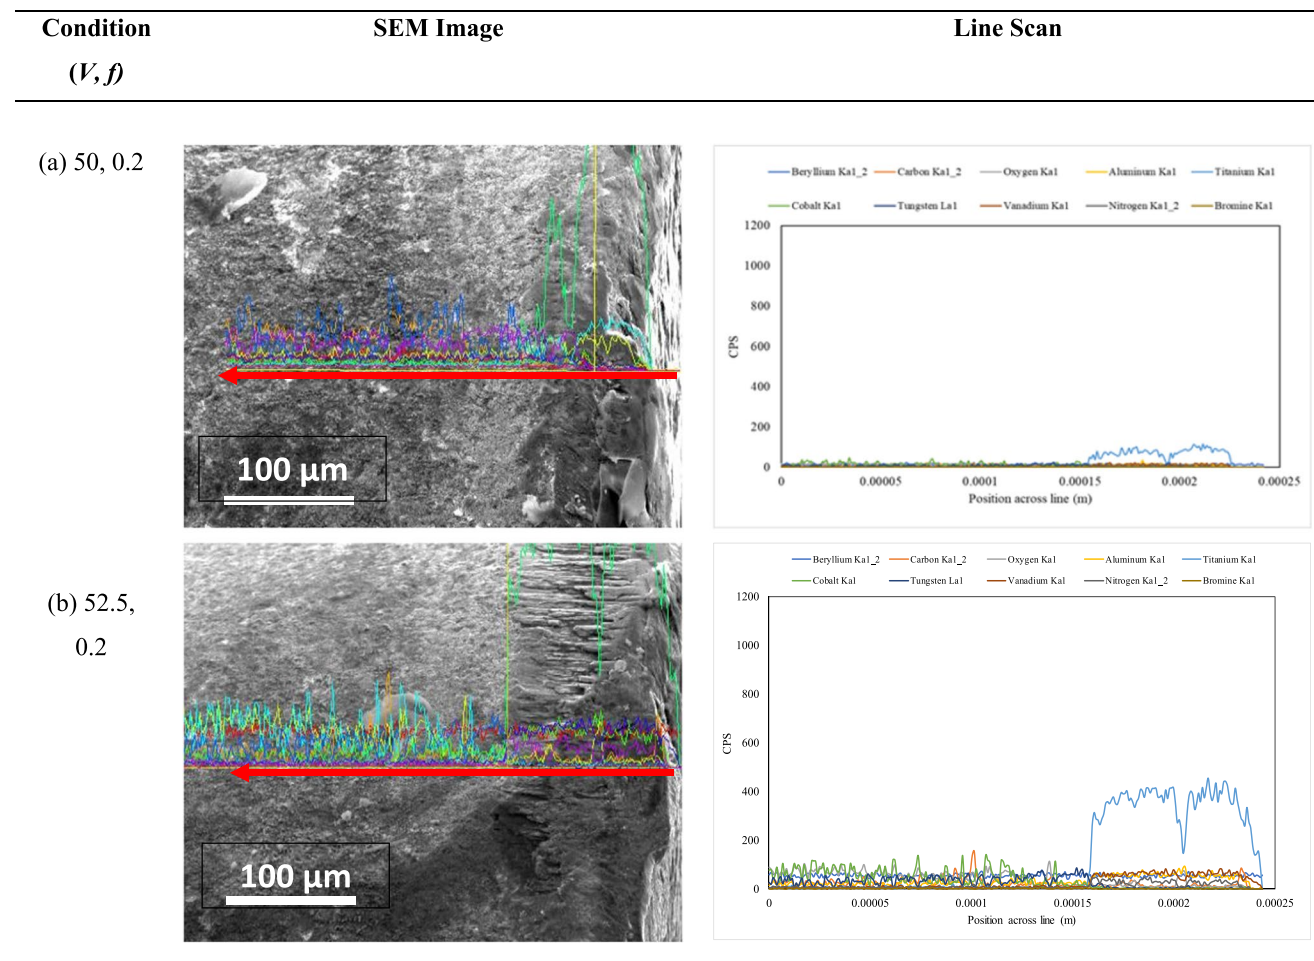 Condition SEM Image Line Scan
(V, f)
(a) 50, 0.2
100 µm
Beryllium Ka1_2 Carbon Ka1_2 Oxygen Ka1 Aluminum Ka1 Titanium Ka1
Cobalt Ka1 Tungsten La1 Vanadium Ka1 Nitrogen Ka1_2 Bromine Ka1
1200
1000
800
600
400
200
0
CPS
0 0.00005 0.0001 0.00015 0.0002 0.00025
Position across line (m)
(b) 52.5,
0.2
100 µm
Beryllium Ka1_2 Carbon Ka1_2 Oxygen Ka1 Aluminum Ka1 Titanium Ka1
Cobalt Ka1 Tungsten La1 Vanadium Ka1 Nitrogen Ka1_2 Bromine Ka1
1200
1000
800
600
400
200
0
CPS
0 0.00005 0.0001 0.00015 0.0002 0.00025
Position across line (m)